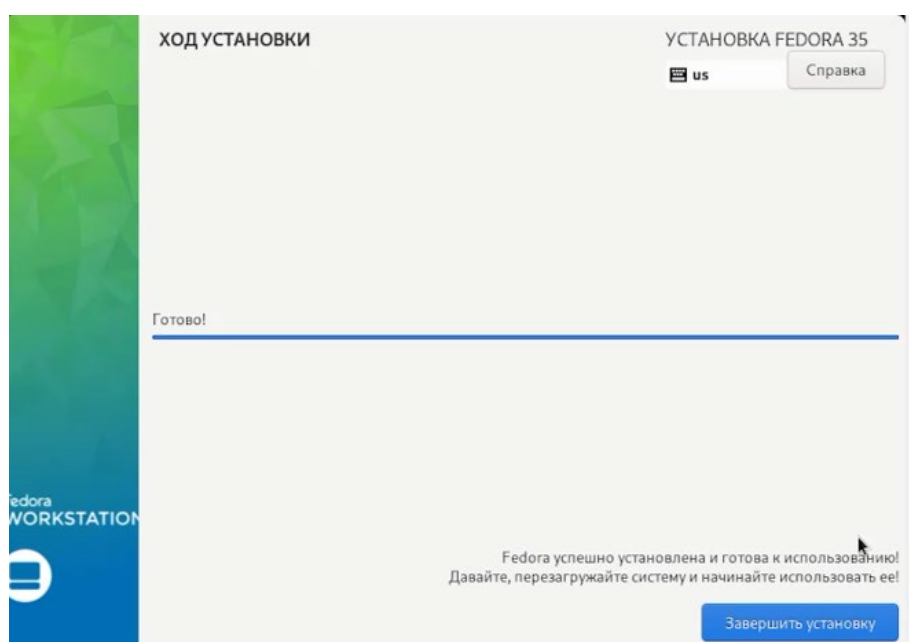 ХОД УСТАНОВКИ
УСТАНОВКА FEDORA 35
us
Справка
Готово!
fedora
WORKSTATION
Fedora успешно установлена и готова к использованию!
Давайте, перезагружайте систему и начинайте использовать ее!
Завершить установку